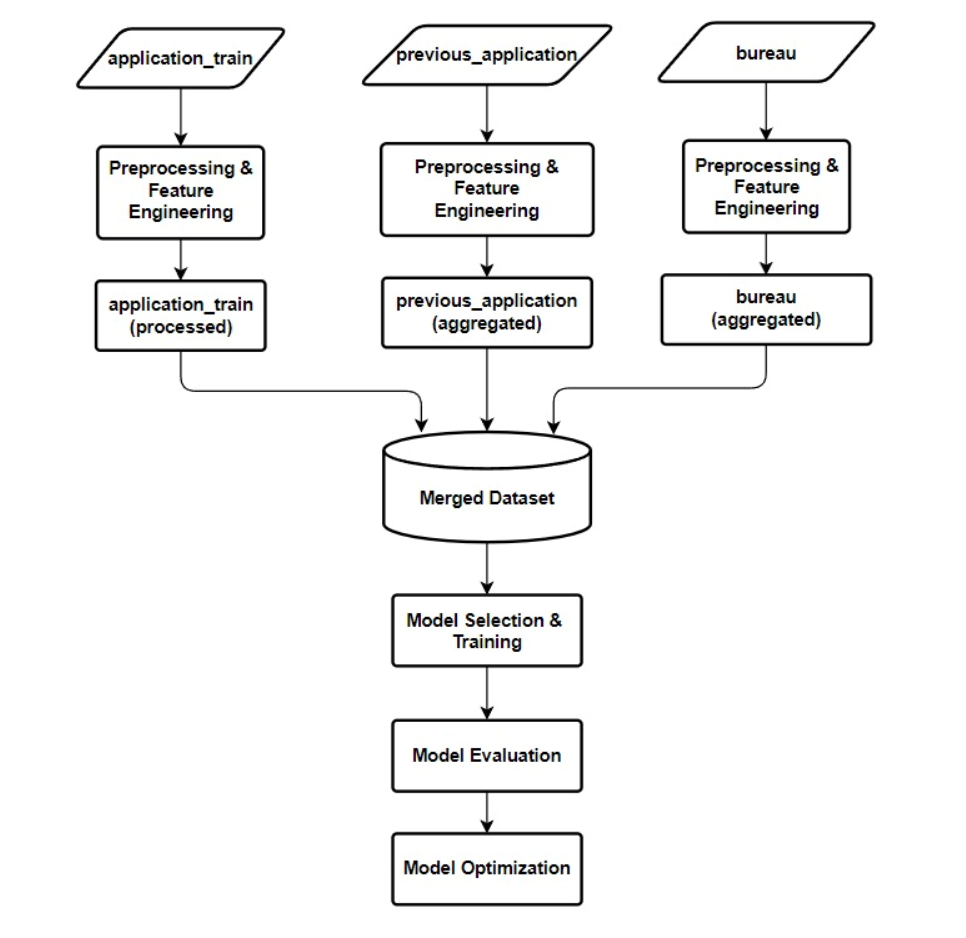 application_train
previous_application
bureau
Preprocessing &
Feature
Engineering
Preprocessing &
Feature
Engineering
Preprocessing &
Feature
Engineering
application_train
(processed)
previous_application
(aggregated)
bureau
(aggregated)
Merged Dataset
Model Selection &
Training
Model Evaluation
Model Optimization